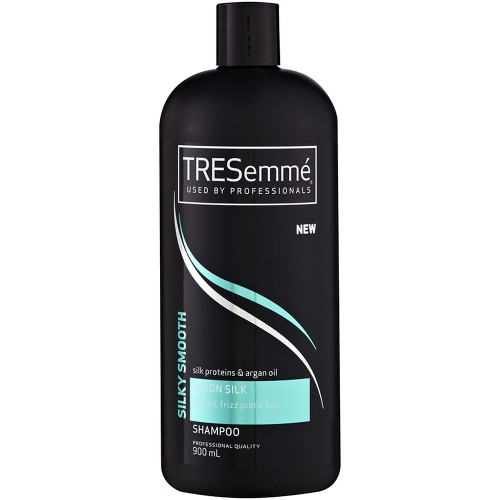 TRESemmé®
USED BY PROFESSIONALS
NEW
SILKY SMOOTH
silk proteins & argan oil
SILK
frizz prone hair
SHAMPOO
PROFESSIONAL QUALITY
900 mL